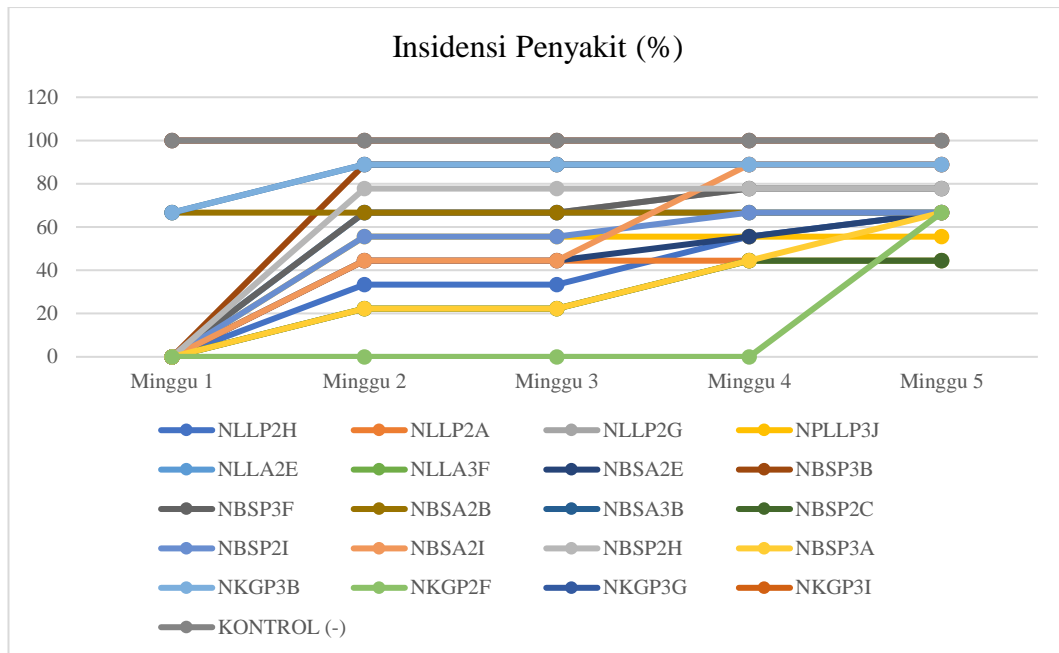 Insidensi Penyakit (%)
120
100
80
60
40
20
0
Minggu 1 Minggu 2 Minggu 3 Minggu 4 Minggu 5
NLLP2H NLLP2A NLLP2G NPLLP3J
NLLA2E NLLA3F NBSA2E NBSP3B
NBSP3F NBSA2B NBSA3B NBSP2C
NBSP2I NBSA2I NBSP2H NBSP3A
NKGP3B NKGP2F NKGP3G NKGP3I
KONTROL (-)